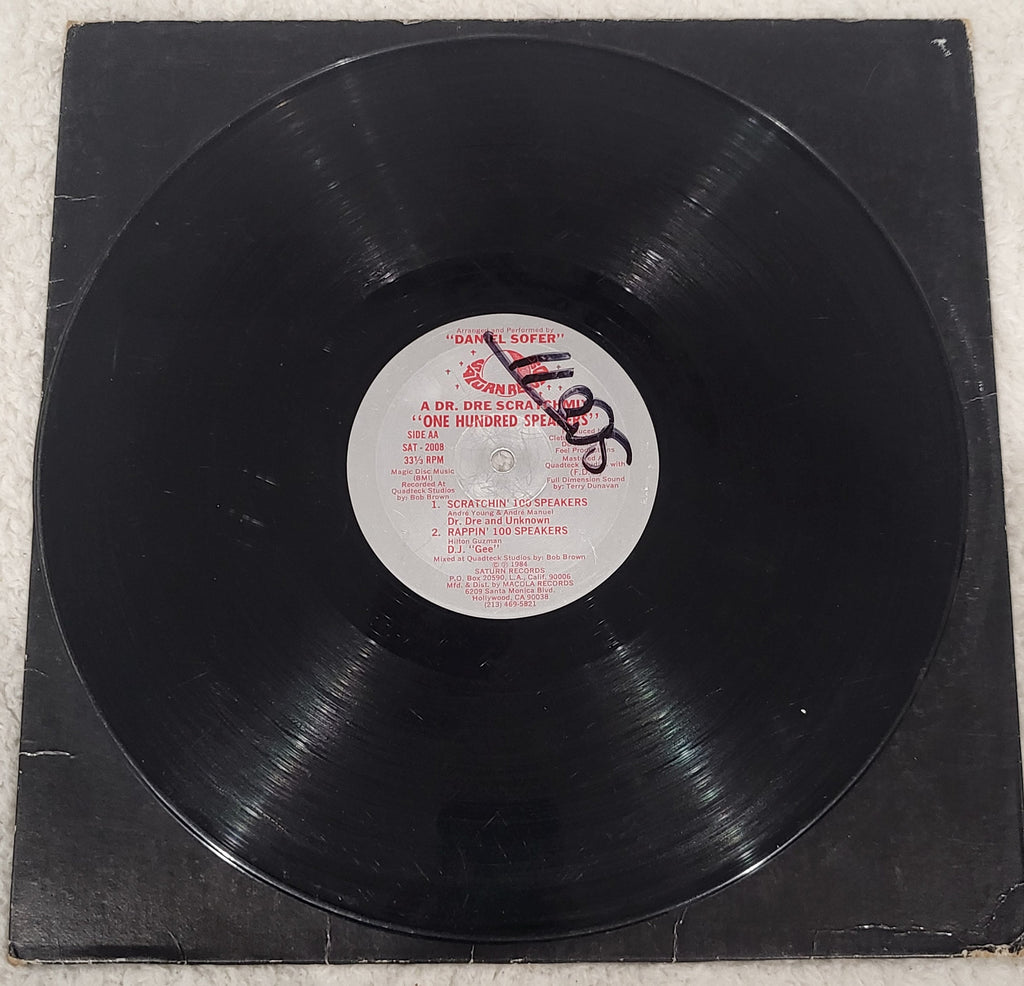 Arranged and Performed by
"DANIEL SOFER"
SATURN RECORDS
A DR. DRE SCRATCH MIX
"ONE HUNDRED SPEAKERS"
SIDE AA
SAT - 2008
33⅓ RPM
Magic Disc Music
(BMI)
Recorded At
Quadteck Studios
by: Bob Brown
Feel Productions
Quadteck with
Full Dimension Sound
by: Terry Dunavan
1. SCRATCHIN' 100 SPEAKERS
André Young & André Manuel
Dr. Dre and Unknown
2. RAPPIN' 100 SPEAKERS
Hilton Guzman
D.J. "Gee"
Mixed at Quadteck Studios by: Bob Brown
© ℗ 1984
SATURN RECORDS
P.O. Box 20590, L.A. Calif. 90006
Mfd. & Dist. by MACOLA RECORDS
6209 Santa Monica Blvd.
Hollywood, CA 90038
(213) 469-5821